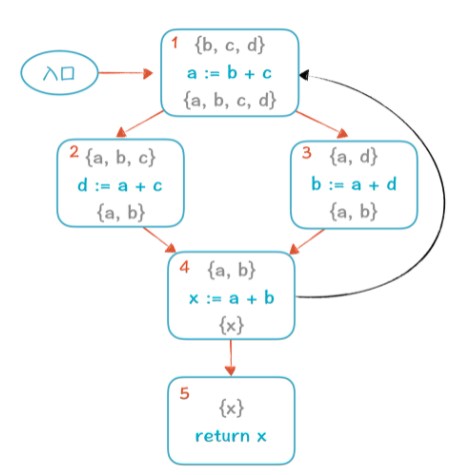 入口
1 {b, c, d}
a := b + c
{a, b, c, d}
2 {a, b, c}
d := a + c
{a, b}
3 {a, d}
b := a + d
{a, b}
4 {a, b}
x := a + b
{x}
5
{x}
return x